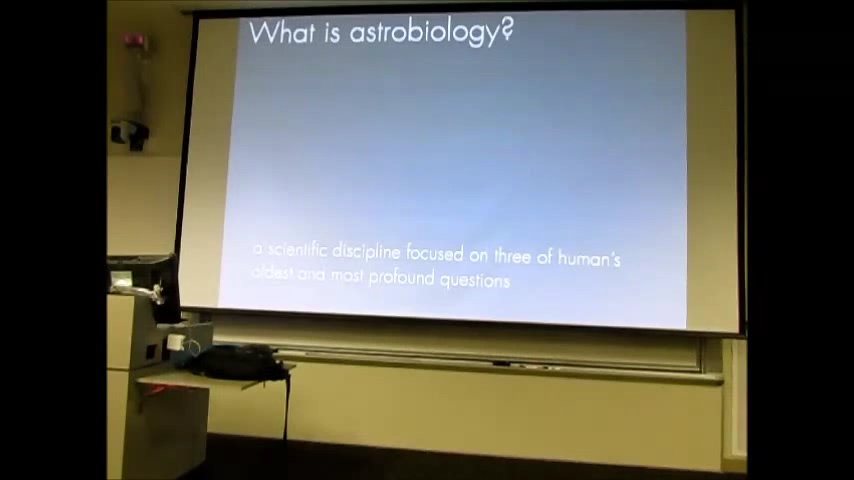 What is astrobiology?
a scientific discipline focused on three of human's
oldest and most profound questions